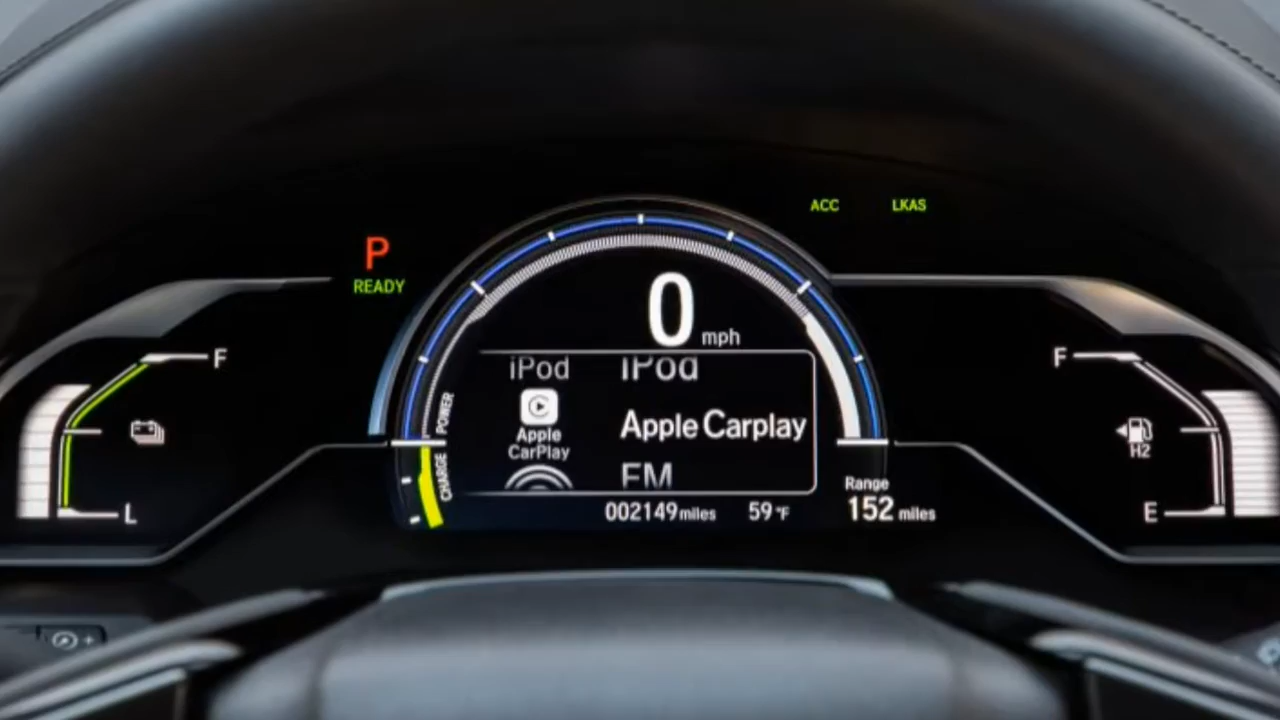 ACC LKAS
P
READY
0 mph
F
F
iPod
iPod
POWER
Apple
CarPlay
Apple Carplay
H2
CHARGE
FM
Range
L
002149 miles
59°F
152 miles
E